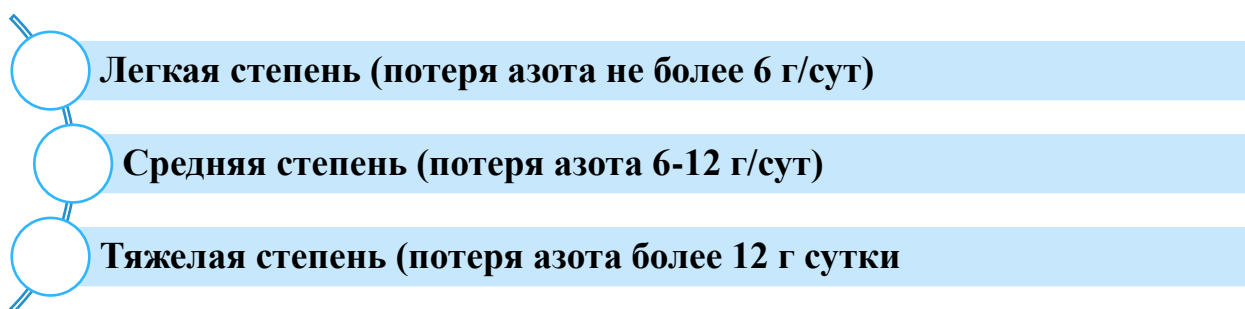 Легкая степень (потеря азота не более 6 г/сут)
Средняя степень (потеря азота 6-12 г/сут)
Тяжелая степень (потеря азота более 12 г сутки